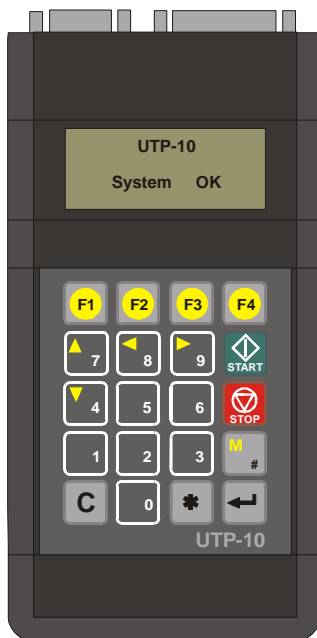 UTP-10
System OK
F1 F2 F3 F4
7 8 9 START
4 5 6 STOP
1 2 3 M #
C 0 *
UTP-10